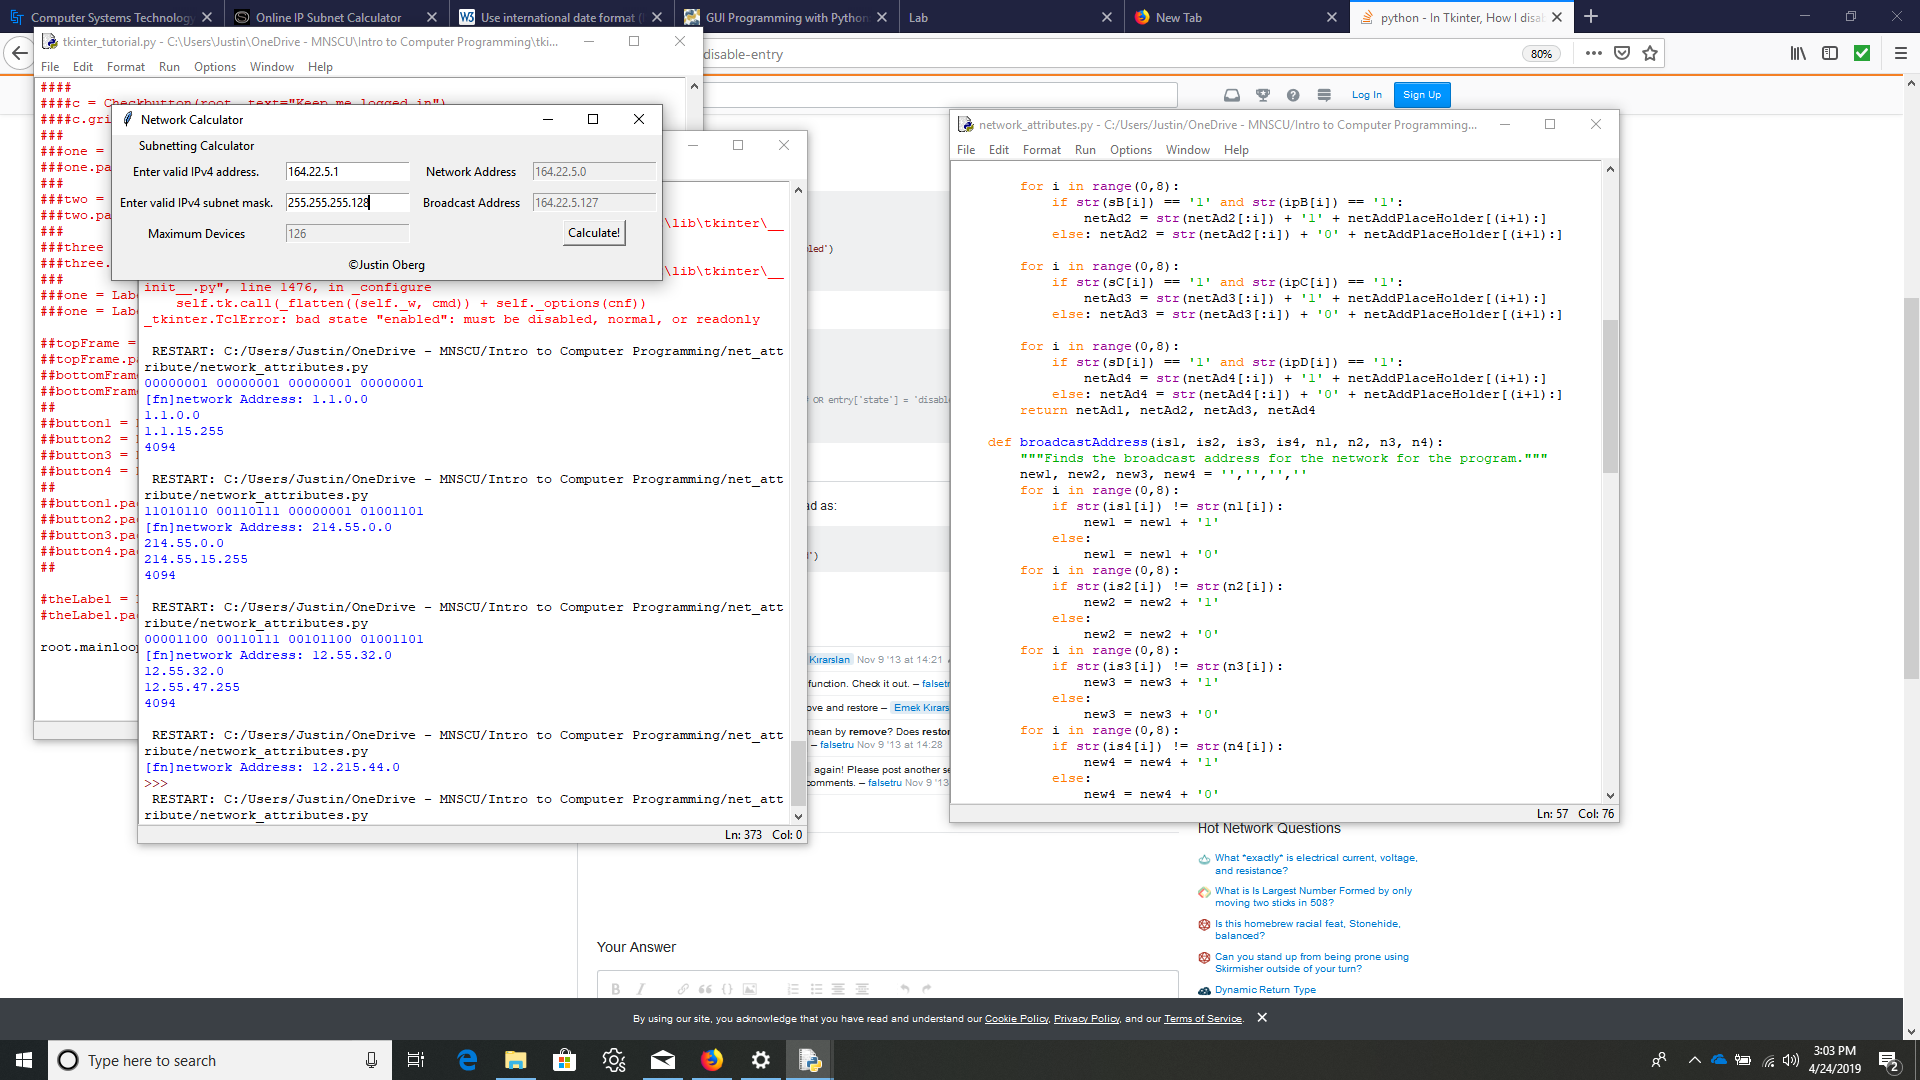 Computer Systems Technology
Online IP Subnet Calculator
Use international date format (
GUI Programming with Python
Lab
New Tab
python - In Tkinter, How I disa
disable-entry
80%
Log In
Sign Up
tkinter_tutorial.py - C:\Users\Justin\OneDrive - MNSCU\Intro to Computer Programming\tki...
File Edit Format Run Options Window Help
####
####c = Checkbutton(root, text="Keep me logged in")
####c.gri
###
###one =
###one.pa
###
###two =
###two.pa
###
###three
###three.
###
###one = Labe
###one = Labe
##topFrame =
##topFrame.pa
##bottomFram
##bottomFram
##
##button1 = B
##button2 = B
##button3 = B
##button4 = B
##
##button1.pac
##button2.pac
##button3.pac
##button4.pac
##
#theLabel = L
#theLabel.pac
root.mainloop
Network Calculator
Subnetting Calculator
Enter valid IPv4 address.
164.22.5.1
Network Address
164.22.5.0
Enter valid IPv4 subnet mask.
255.255.255.128
Broadcast Address
164.22.5.127
Maximum Devices
126
Calculate!
©Justin Oberg
\lib\tkinter\__
\lib\tkinter\__
init__.py", line 1476, in _configure
self.tk.call(_flatten((self._w, cmd)) + self._options(cnf))
_tkinter.TclError: bad state "enabled": must be disabled, normal, or readonly
RESTART: C:/Users/Justin/OneDrive - MNSCU/Intro to Computer Programming/net_att
ribute/network_attributes.py
00000001 00000001 00000001 00000001
[fn]network Address: 1.1.0.0
1.1.0.0
1.1.15.255
4094
RESTART: C:/Users/Justin/OneDrive - MNSCU/Intro to Computer Programming/net_att
ribute/network_attributes.py
11010110 00110111 00000001 01001101
[fn]network Address: 214.55.0.0
214.55.0.0
214.55.15.255
4094
RESTART: C:/Users/Justin/OneDrive - MNSCU/Intro to Computer Programming/net_att
ribute/network_attributes.py
00001100 00110111 00101100 01001101
[fn]network Address: 12.55.32.0
12.55.32.0
12.55.47.255
4094
RESTART: C:/Users/Justin/OneDrive - MNSCU/Intro to Computer Programming/net_att
ribute/network_attributes.py
[fn]network Address: 12.215.44.0
>>>
RESTART: C:/Users/Justin/OneDrive - MNSCU/Intro to Computer Programming/net_att
ribute/network_attributes.py
Ln: 373 Col: 0
led')
OR entry['state'] = 'disable
ad as:
')
Kırarslan Nov 9 '13 at 14:21
function. Check it out. – falsetr
ove and restore – Emek Kırars
mean by remove? Does restor
– falsetru Nov 9 '13 at 14:28
again! Please post another se
omments. – falsetru Nov 9 '13
network_attributes.py - C:/Users/Justin/OneDrive - MNSCU/Intro to Computer Programming...
File Edit Format Run Options Window Help
for i in range(0,8):
if str(sB[i]) == '1' and str(ipB[i]) == '1':
netAd2 = str(netAd2[:i]) + '1' + netAddPlaceHolder[(i+1):]
else: netAd2 = str(netAd2[:i]) + '0' + netAddPlaceHolder[(i+1):]
for i in range(0,8):
if str(sC[i]) == '1' and str(ipC[i]) == '1':
netAd3 = str(netAd3[:i]) + '1' + netAddPlaceHolder[(i+1):]
else: netAd3 = str(netAd3[:i]) + '0' + netAddPlaceHolder[(i+1):]
for i in range(0,8):
if str(sD[i]) == '1' and str(ipD[i]) == '1':
netAd4 = str(netAd4[:i]) + '1' + netAddPlaceHolder[(i+1):]
else: netAd4 = str(netAd4[:i]) + '0' + netAddPlaceHolder[(i+1):]
return netAd1, netAd2, netAd3, netAd4
def broadcastAddress(is1, is2, is3, is4, n1, n2, n3, n4):
"""Finds the broadcast address for the network for the program."""
new1, new2, new3, new4 = '','','',''
for i in range(0,8):
if str(is1[i]) != str(n1[i]):
new1 = new1 + '1'
else:
new1 = new1 + '0'
for i in range(0,8):
if str(is2[i]) != str(n2[i]):
new2 = new2 + '1'
else:
new2 = new2 + '0'
for i in range(0,8):
if str(is3[i]) != str(n3[i]):
new3 = new3 + '1'
else:
new3 = new3 + '0'
for i in range(0,8):
if str(is4[i]) != str(n4[i]):
new4 = new4 + '1'
else:
new4 = new4 + '0'
Ln: 57 Col: 76
Hot Network Questions
What *exactly* is electrical current, voltage,
and resistance?
What is Is Largest Number Formed by only
moving two sticks in 508?
Is this homebrew racial feat, Stonehide,
balanced?
Can you stand up from being prone using
Skirmisher outside of your turn?
Dynamic Return Type
Your Answer
By using our site, you acknowledge that you have read and understand our Cookie Policy, Privacy Policy, and our Terms of Service.
Type here to search
3:03 PM
4/24/2019
2